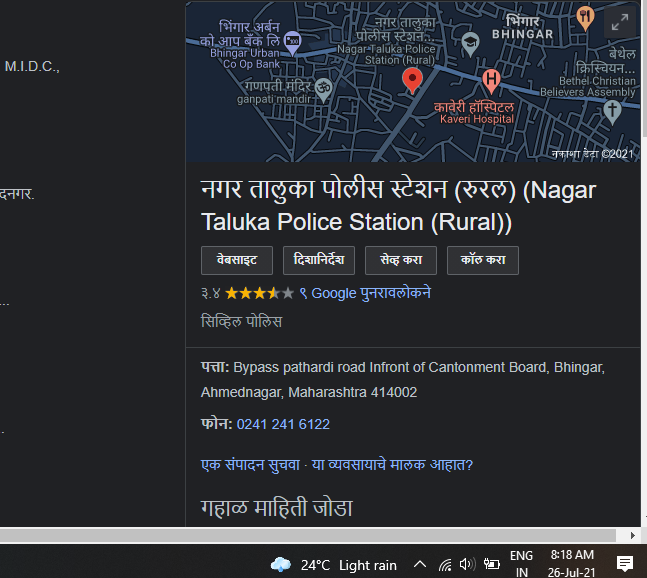 M.I.D.C.,
दनगर.
...
.
भिंगार अर्बन
को आप बँके लि
Bhingar Urban
Co Op Bank
नगर तालुका
पोलीस स्टेशन...
Nagar Taluka Police
Station (Rural)
भिंगार
BHINGAR
बेथेल
क्रिस्चियन...
Bethel Christian
Believers Assembly
गणपती मंदिर
ganpati mandir
कावेरी हॉस्पिटल
Kaveri Hospital
नकाशा डेटा ©2021
नगर तालुका पोलीस स्टेशन (रुरल) (Nagar
Taluka Police Station (Rural))
वेबसाइट दिशानिर्देश सेव्ह करा कॉल करा
३.४ ९ Google पुनरावलोकने
सिव्हिल पोलिस
पत्ता: Bypass pathardi road Infront of Cantonment Board, Bhingar,
Ahmednagar, Maharashtra 414002
फोन: 0241 241 6122
एक संपादन सुचवा · या व्यवसायाचे मालक आहात?
गहाळ माहिती जोडा
24°C Light rain
ENG
IN
8:18 AM
26-Jul-21